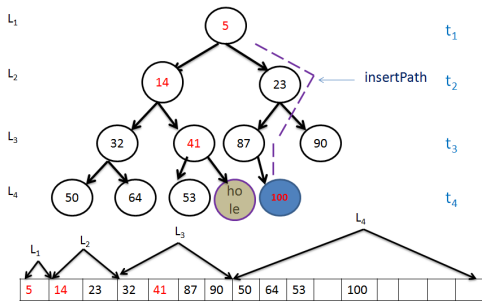 L1 5 t1
L2 14 23 insertPath t2
L3 32 41 87 90 t3
L4 50 64 53 ho
le 100 t4
L1 L2 L3 L4
5 14 23 32 41 87 90 50 64 53 100